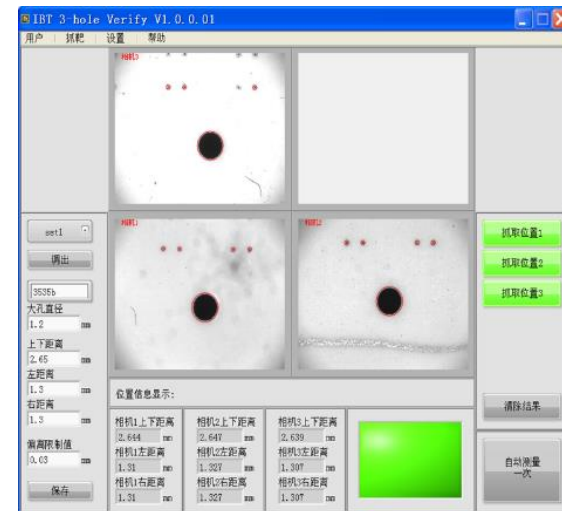 IBT 3-hole Verify V1.0.0.01
用户 抓靶 设置 帮助
相机3
相机1
相机2
set1
调出
3535b
大孔直径
1.2 mm
上下距离
2.65 mm
左距离
1.3 mm
右距离
1.3 mm
偏离限制值
0.03 mm
保存
位置信息显示:
相机1上下距离
2.644 mm
相机1左距离
1.31 mm
相机1右距离
1.31 mm
相机2上下距离
2.647 mm
相机2左距离
1.327 mm
相机2右距离
1.327 mm
相机3上下距离
2.639 mm
相机3左距离
1.307 mm
相机3右距离
1.307 mm
抓取位置1
抓取位置2
抓取位置3
清除结果
自动测量
一次